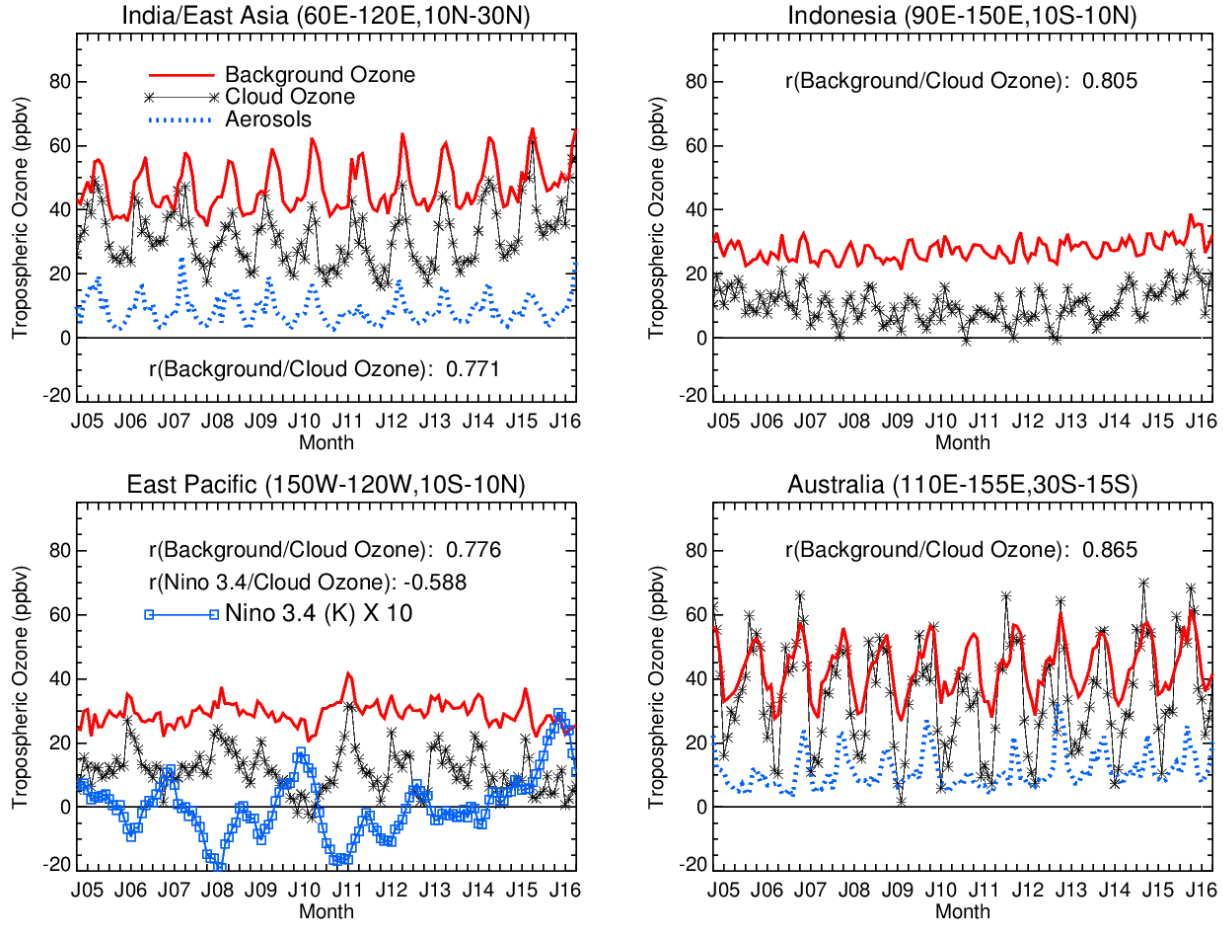 India/East Asia (60E-120E,10N-30N)
Tropospheric Ozone (ppbv)
80
60
40
20
0
-20
Background Ozone
Cloud Ozone
Aerosols
r(Background/Cloud Ozone): 0.771
J05 J06 J07 J08 J09 J10 J11 J12 J13 J14 J15 J16
Month
Indonesia (90E-150E,10S-10N)
Tropospheric Ozone (ppbv)
80
60
40
20
0
-20
r(Background/Cloud Ozone): 0.805
J05 J06 J07 J08 J09 J10 J11 J12 J13 J14 J15 J16
Month
East Pacific (150W-120W,10S-10N)
Tropospheric Ozone (ppbv)
80
60
40
20
0
-20
r(Background/Cloud Ozone): 0.776
r(Nino 3.4/Cloud Ozone): -0.588
Nino 3.4 (K) X 10
J05 J06 J07 J08 J09 J10 J11 J12 J13 J14 J15 J16
Month
Australia (110E-155E,30S-15S)
Tropospheric Ozone (ppbv)
80
60
40
20
0
-20
r(Background/Cloud Ozone): 0.865
J05 J06 J07 J08 J09 J10 J11 J12 J13 J14 J15 J16
Month